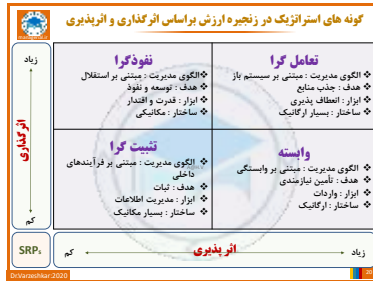 گونه های استراتژیک در زنجیره ارزش براساس اثرگذاری و اثرپذیری
زیاد
اثرگذاری
کم
تعامل گرا
❖الگوی مدیریت : مبتنی بر سیستم باز
❖هدف : جذب منابع
❖ابزار : انعطاف پذیری
❖ساختار : بسیار ارگانیک
نفوذگرا
❖الگوی مدیریت : مبتنی بر استقلال
❖هدف : توسعه و نفوذ
❖ابزار : قدرت و اقتدار
❖ساختار : مکانیکی
وابسته
❖ الگوی مدیریت : مبتنی بر وابستگی
❖ هدف : تأمین نیازمندی
❖ ابزار : واردات
❖ ساختار : ارگانیک
تثبیت گرا
❖ الگوی مدیریت : مبتنی بر فرآیندهای
داخلی
❖ هدف : ثبات
❖ ابزار : مدیریت اطلاعات
❖ ساختار : بسیار مکانیک
زیاد
اثرپذیری
کم
SRPs
Dr.Varzeshkar:2020
20